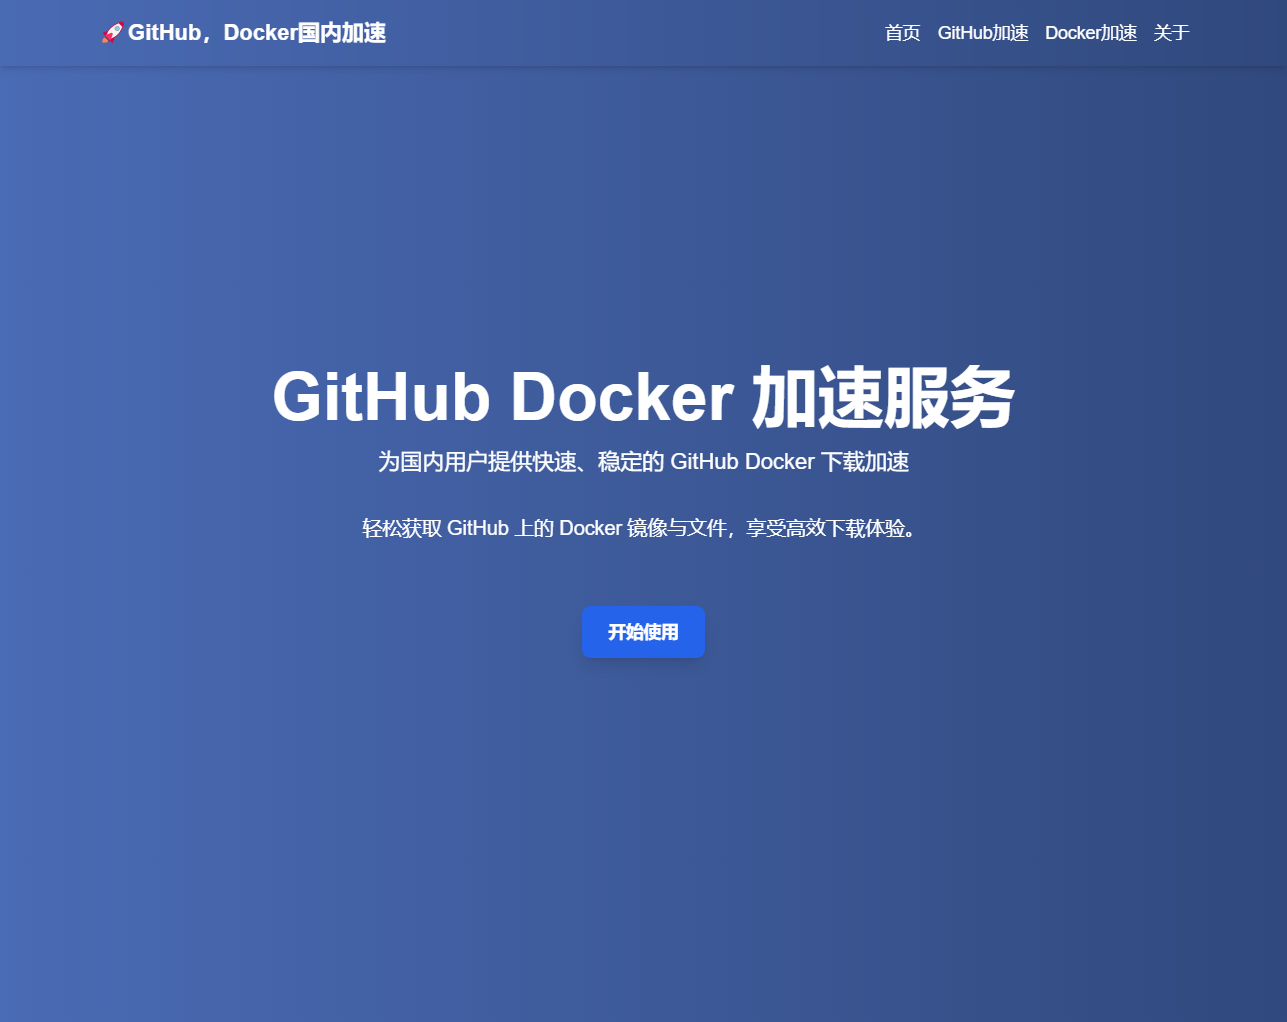 🚀GitHub，Docker国内加速
首页 GitHub加速 Docker加速 关于
GitHub Docker 加速服务
为国内用户提供快速、稳定的 GitHub Docker 下载加速
轻松获取 GitHub 上的 Docker 镜像与文件，享受高效下载体验。
开始使用